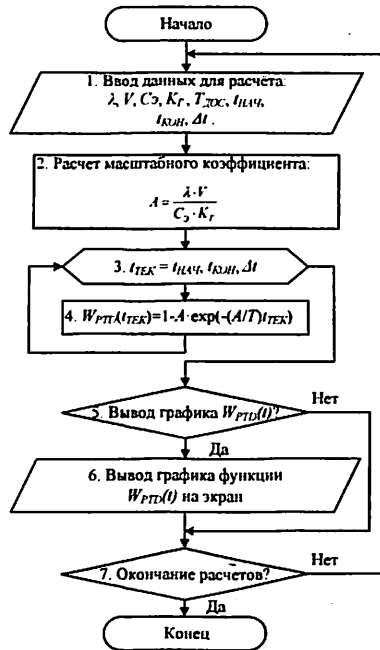 Начало
1. Ввод данных для расчёта:
λ, V, Cэ, KГ, TДОС, tНАЧ,
tКОН, Δt .
2. Расчет масштабного коэффициента:
A = λ·V / Cэ · KГ
3. tТЕК = tНАЧ, tКОН, Δt
4. WРТD(tТЕК)=1-A·exp(-(A/T)tТЕК)
5. Вывод графика WPTD(t)?
Нет
Да
6. Вывод графика функции
WPTD(t) на экран
7. Окончание расчетов?
Нет
Да
Конец